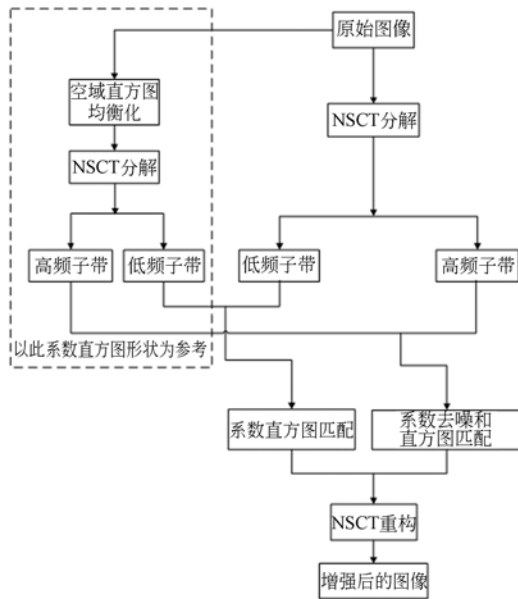 原始图像
空域直方图
均衡化
NSCT分解
NSCT分解
高频子带
低频子带
低频子带
高频子带
以此系数直方图形状为参考
系数直方图匹配
系数去噪和
直方图匹配
NSCT重构
增强后的图像